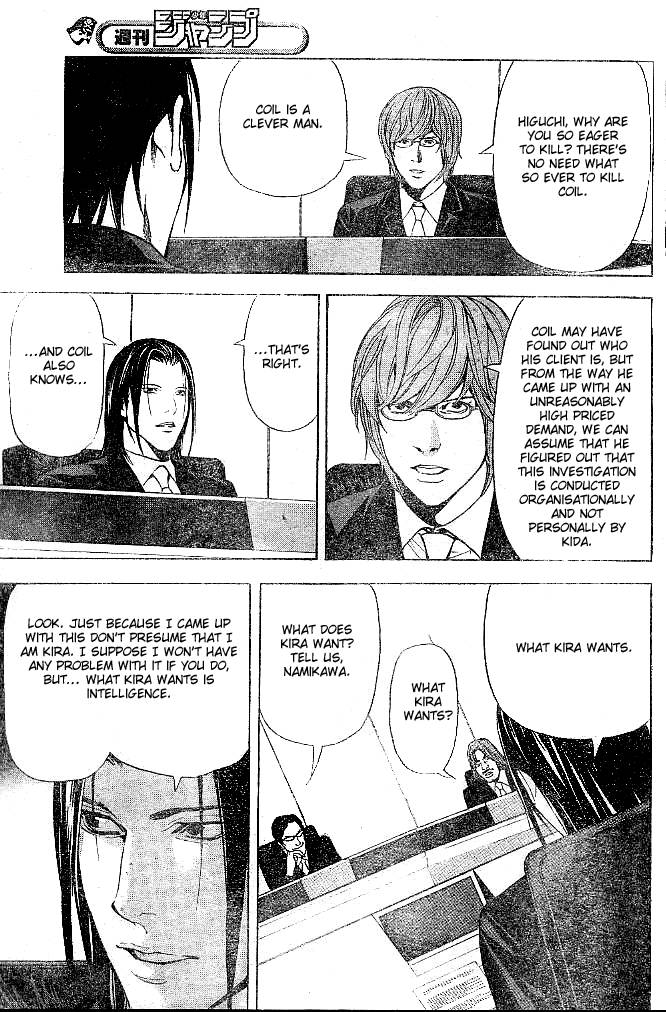 週刊 少年ジャンプ
HIGUCHI, WHY ARE
YOU SO EAGER
TO KILL? THERE'S
NO NEED WHAT
SO EVER TO KILL
COIL.
COIL IS A
CLEVER MAN.
COIL MAY HAVE
FOUND OUT WHO
HIS CLIENT IS, BUT
FROM THE WAY HE
CAME UP WITH AN
UNREASONABLY
HIGH PRICED
DEMAND, WE CAN
ASSUME THAT HE
FIGURED OUT THAT
THIS INVESTIGATION
IS CONDUCTED
ORGANISATIONALLY
AND NOT
PERSONALLY BY
KIDA.
...THAT'S
RIGHT.
...AND COIL
ALSO
KNOWS...
WHAT KIRA WANTS.
WHAT
KIRA
WANTS?
WHAT DOES
KIRA WANT?
TELL US,
NAMIKAWA.
LOOK. JUST BECAUSE I CAME UP
WITH THIS DON'T PRESUME THAT I
AM KIRA. I SUPPOSE I WON'T HAVE
ANY PROBLEM WITH IT IF YOU DO,
BUT... WHAT KIRA WANTS IS
INTELLIGENCE.